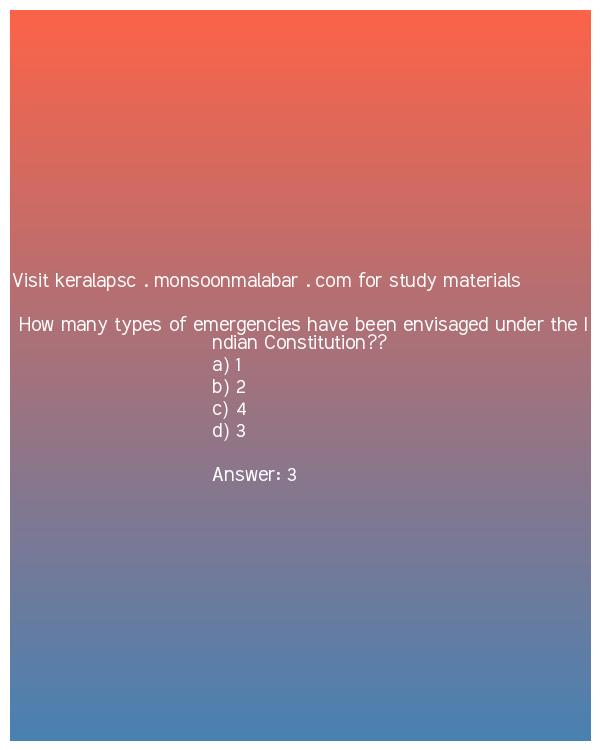 Visit keralapsc . monsoonmalabar . com for study materials
How many types of emergencies have been envisaged under the I
ndian Constitution??
a) 1
b) 2
c) 4
d) 3
Answer: 3